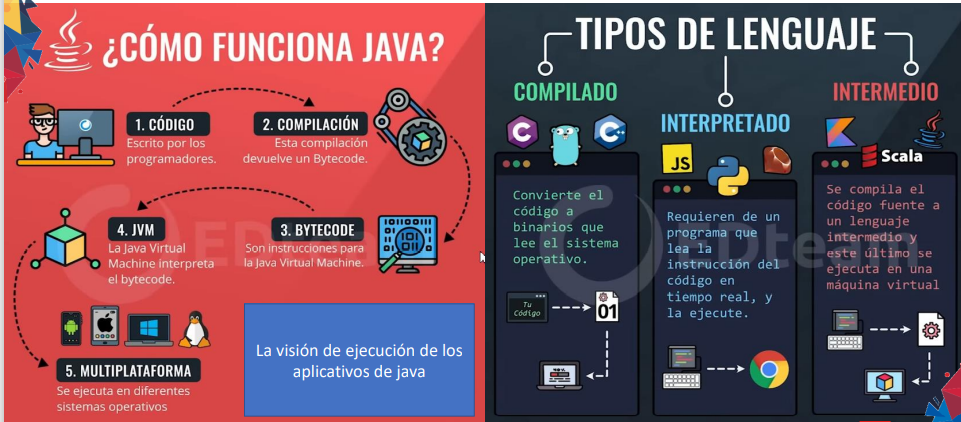 ¿CÓMO FUNCIONA JAVA?
1. CÓDIGO
Escrito por los
programadores.
2. COMPILACIÓN
Esta compilación
devuelve un Bytecode.
4. JVM
La Java Virtual
Machine interpreta
el bytecode.
3. BYTECODE
Son instrucciones para
la Java Virtual Machine.
5. MULTIPLATAFORMA
Se ejecuta en diferentes
sistemas operativos
La visión de ejecución de los
aplicativos de java
EDteam
TIPOS DE LENGUAJE
COMPILADO
C
C++
Convierte el
código a
binarios que
lee el sistema
operativo.
Tu
Código
01
INTERPRETADO
JS
Requieren de un
programa que
lea la
instrucción del
código en
tiempo real, y
la ejecute.
INTERMEDIO
Scala
Se compila el
código fuente a
un lenguaje
intermedio y
este último se
ejecuta en una
máquina virtual
EDteam